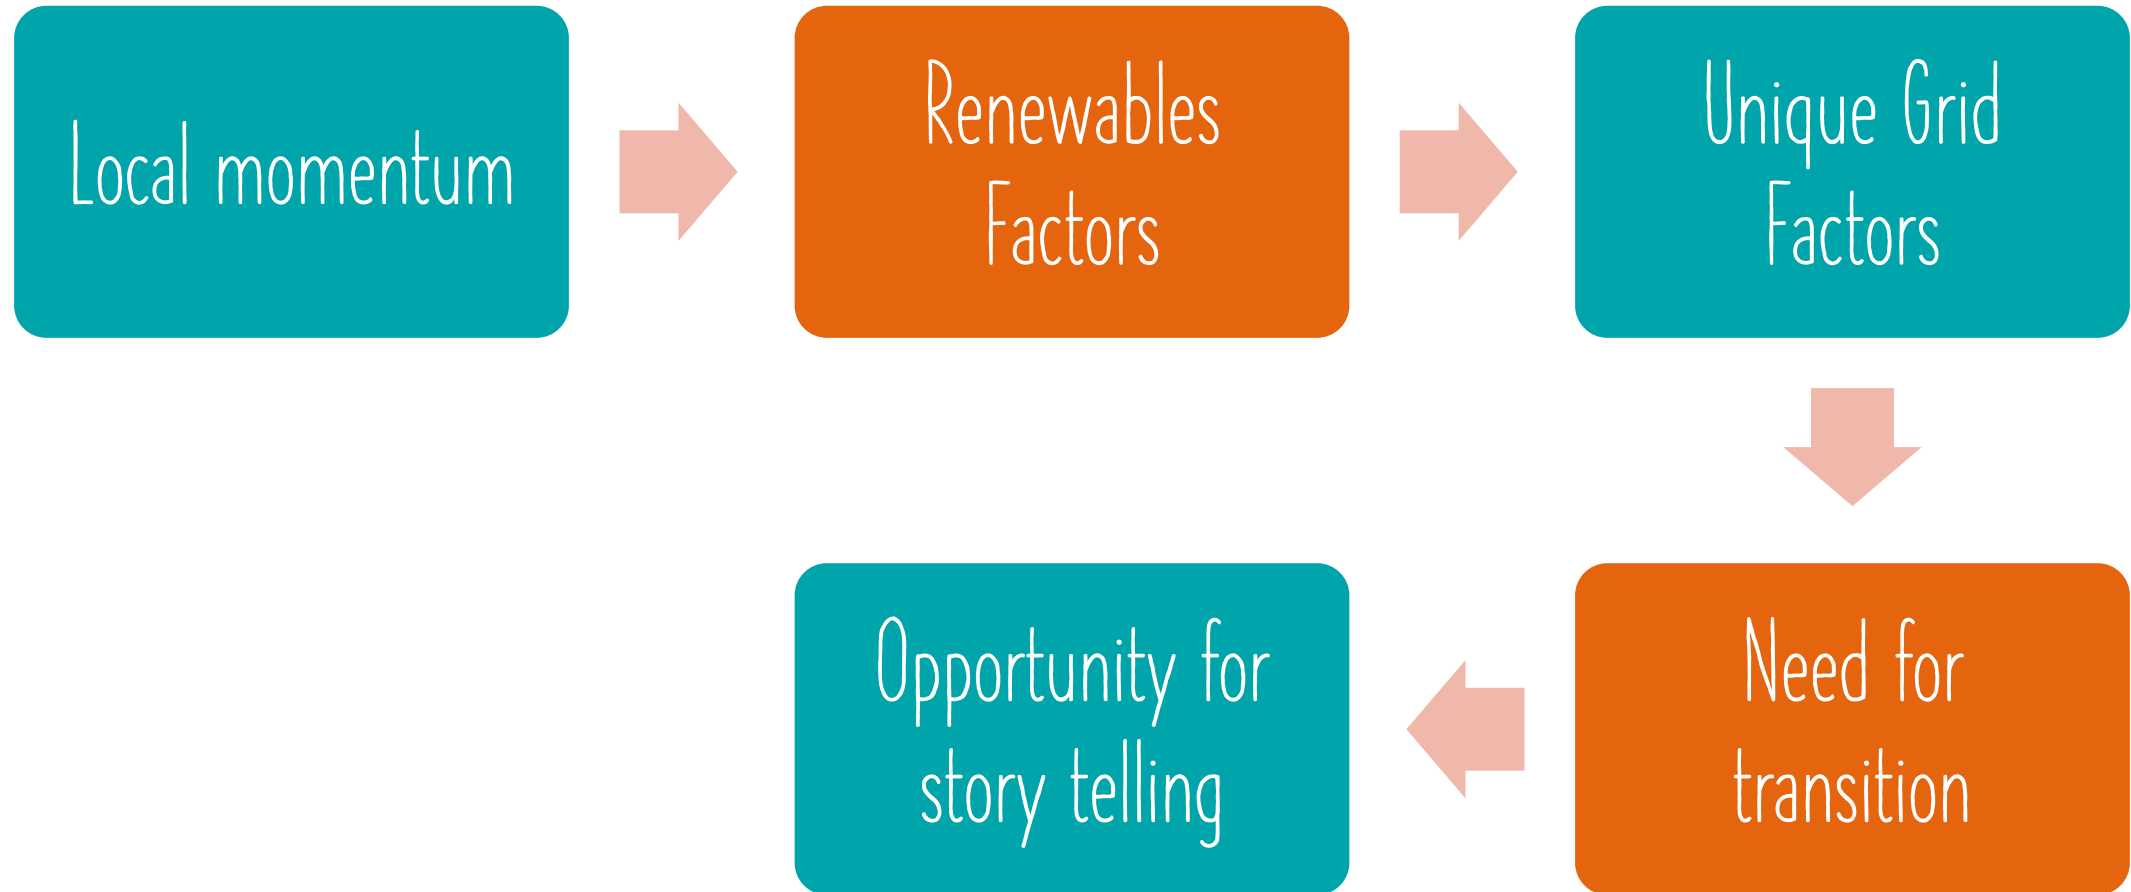 Local momentum
Renewables
Factors
Unique Grid
Factors
Need for
transition
Opportunity for
story telling